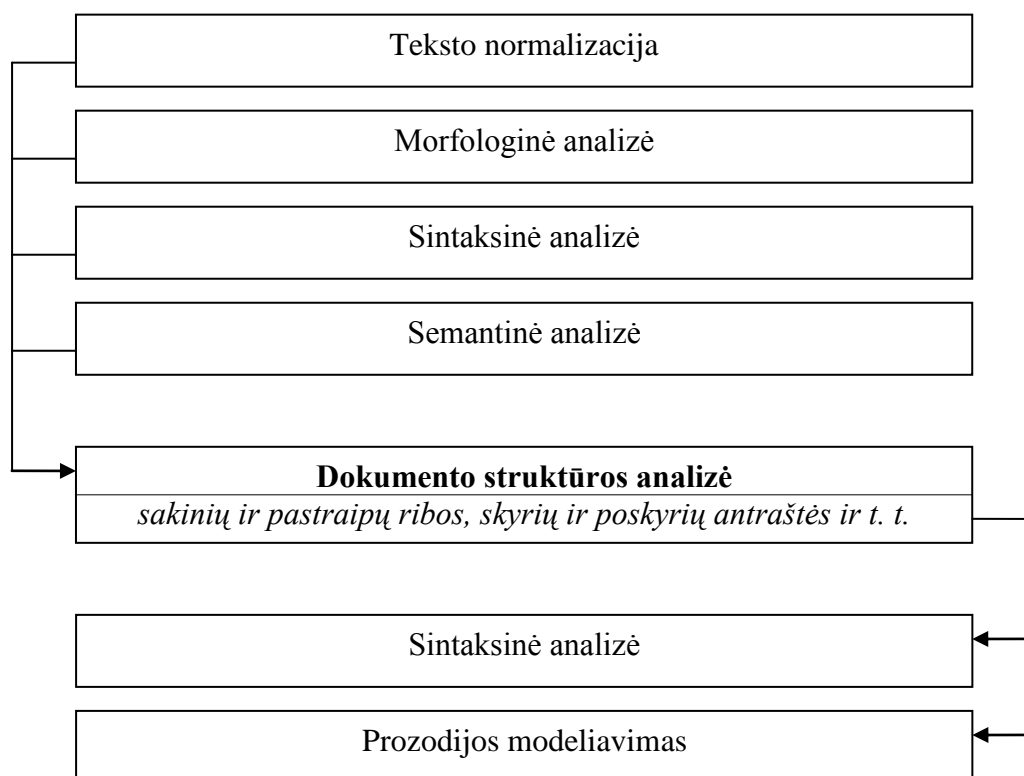 Teksto normalizacija
Morfologinė analizė
Sintaksinė analizė
Semantinė analizė
Dokumento struktūros analizė
sakinių ir pastraipų ribos, skyrių ir poskyrių antraštės ir t. t.
Sintaksinė analizė
Prozodijos modeliavimas